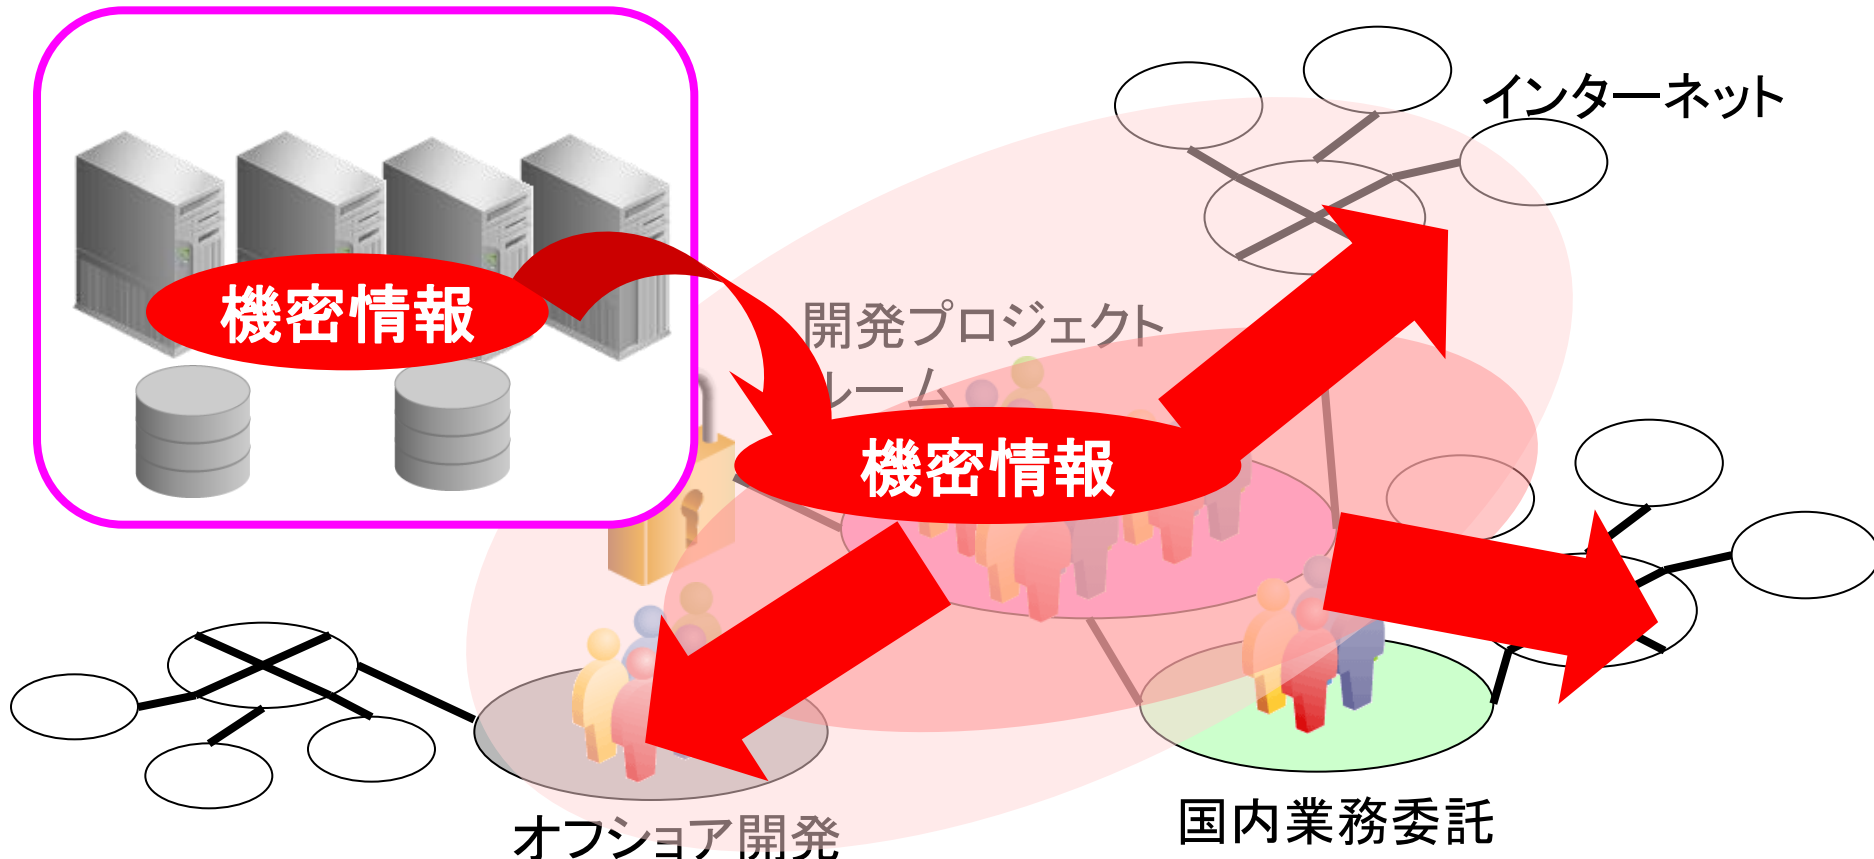 インターネット
機密情報
開発プロジェクト
ルーム
機密情報
国内業務委託
オフショア開発